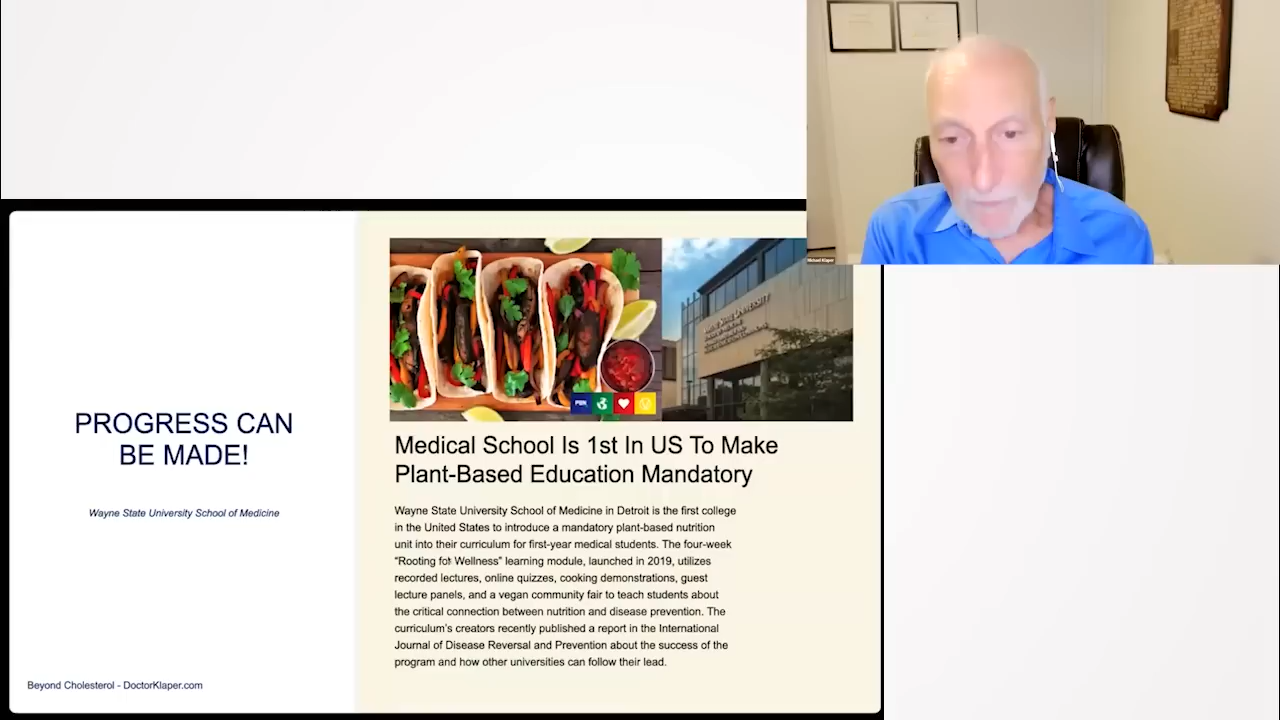 Michael Klaper
PROGRESS CAN
BE MADE!
Wayne State University School of Medicine
Beyond Cholesterol - DoctorKlaper.com
WAYNE STATE UNIVERSITY
PBN
Medical School Is 1st In US To Make
Plant-Based Education Mandatory
Wayne State University School of Medicine in Detroit is the first college
in the United States to introduce a mandatory plant-based nutrition
unit into their curriculum for first-year medical students. The four-week
“Rooting for Wellness” learning module, launched in 2019, utilizes
recorded lectures, online quizzes, cooking demonstrations, guest
lecture panels, and a vegan community fair to teach students about
the critical connection between nutrition and disease prevention. The
curriculum’s creators recently published a report in the International
Journal of Disease Reversal and Prevention about the success of the
program and how other universities can follow their lead.